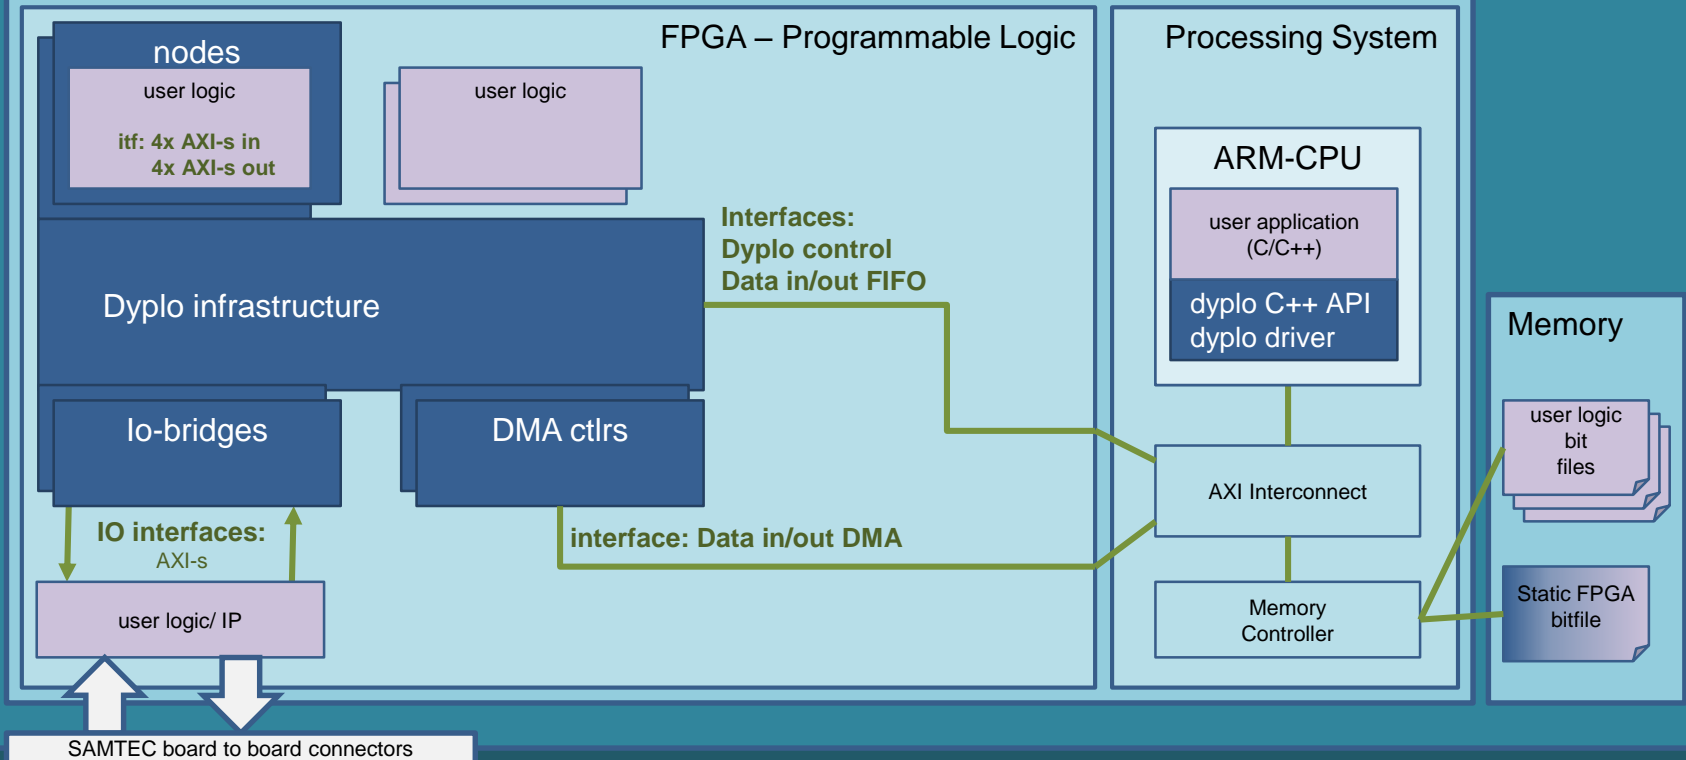 FPGA – Programmable Logic
nodes
user logic
itf: 4x AXI-s in
4x AXI-s out
user logic
Interfaces:
Dyplo control
Data in/out FIFO
Dyplo infrastructure
Io-bridges
DMA ctlrs
IO interfaces:
AXI-s
interface: Data in/out DMA
user logic/ IP
SAMTEC board to board connectors
Processing System
ARM-CPU
user application
(C/C++)
dyplo C++ API
dyplo driver
AXI Interconnect
Memory
Controller
Memory
user logic
bit
files
Static FPGA
bitfile